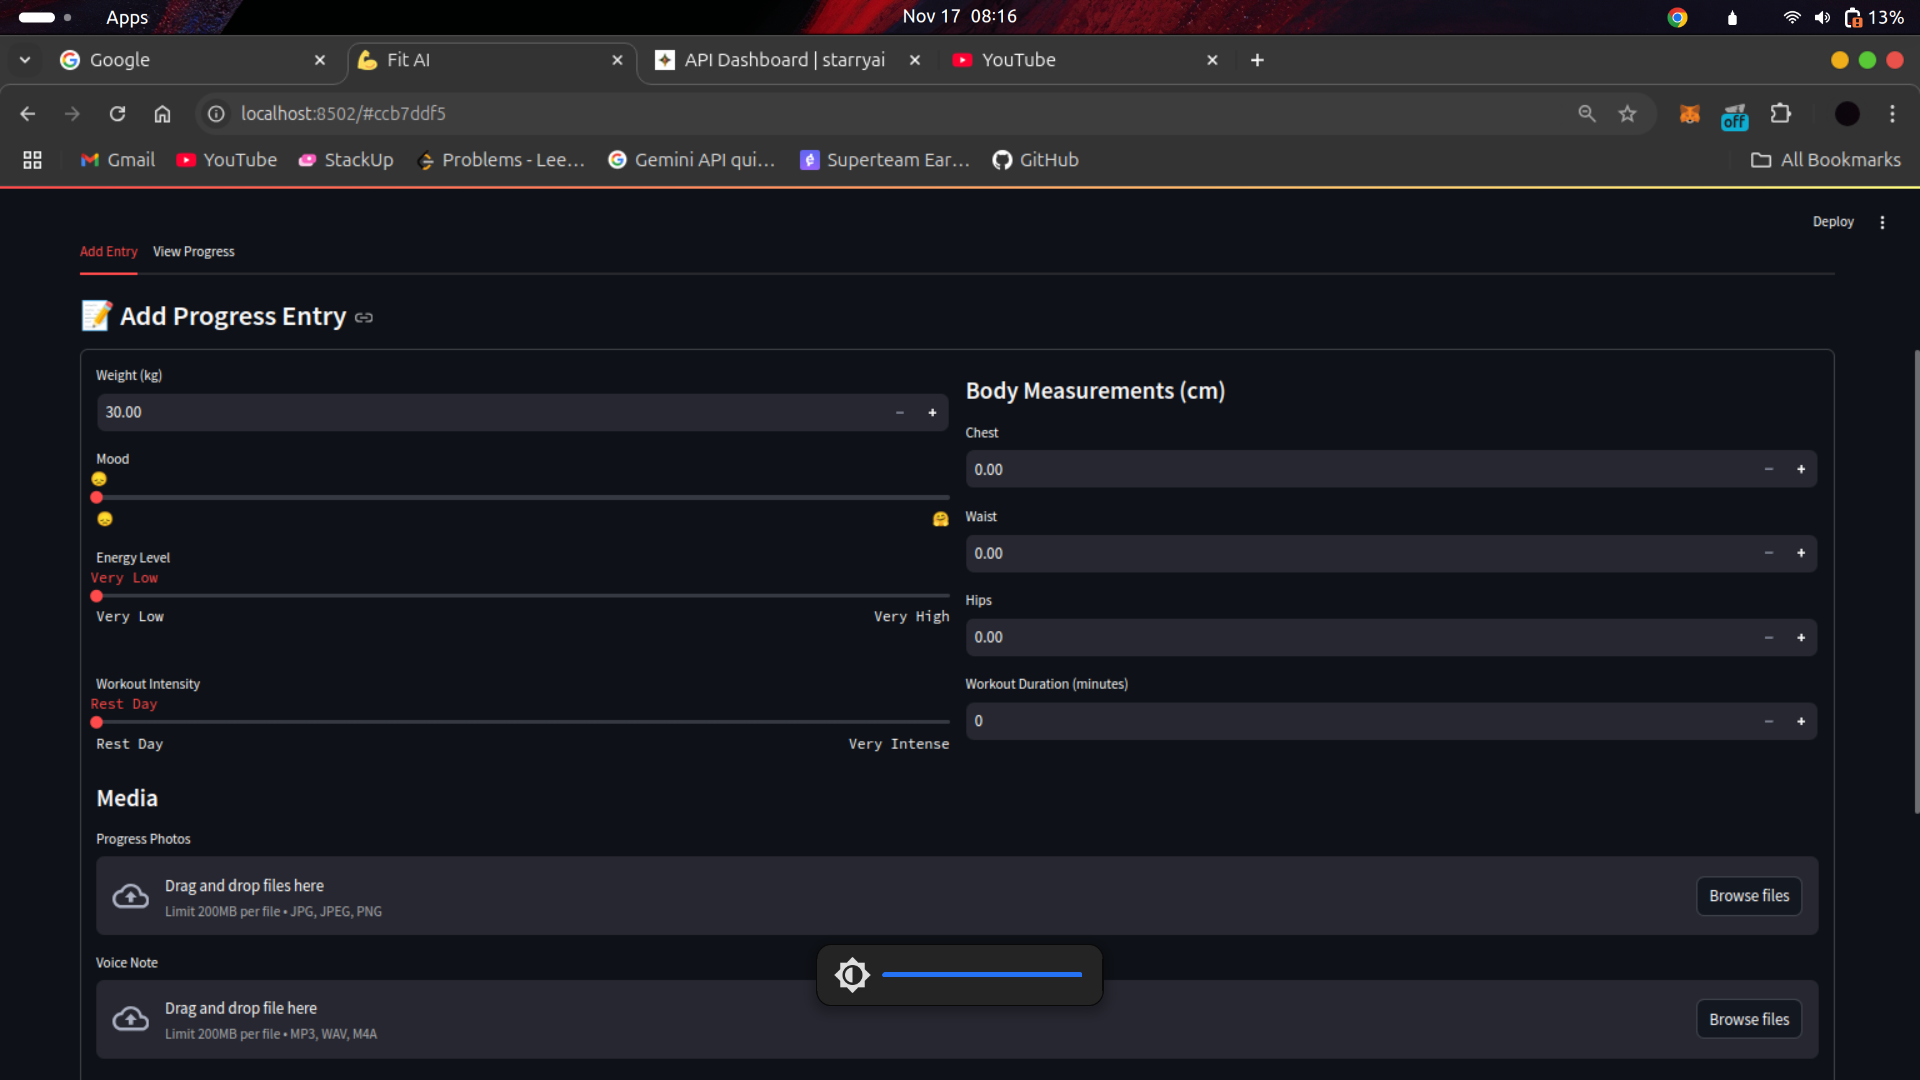 Apps
Nov 17 08:16
13%
Google
Fit AI
API Dashboard | starryai
YouTube
localhost:8502/#ccb7ddf5
off
Gmail
YouTube
StackUp
Problems - Lee...
Gemini API qui...
Superteam Ear...
GitHub
All Bookmarks
Deploy
Add Entry
View Progress
Add Progress Entry
Weight (kg)
30.00
Mood
Energy Level
Very Low
Very Low
Very High
Workout Intensity
Rest Day
Rest Day
Very Intense
Body Measurements (cm)
Chest
0.00
Waist
0.00
Hips
0.00
Workout Duration (minutes)
0
Media
Progress Photos
Drag and drop files here
Limit 200MB per file • JPG, JPEG, PNG
Browse files
Voice Note
Drag and drop file here
Limit 200MB per file • MP3, WAV, M4A
Browse files